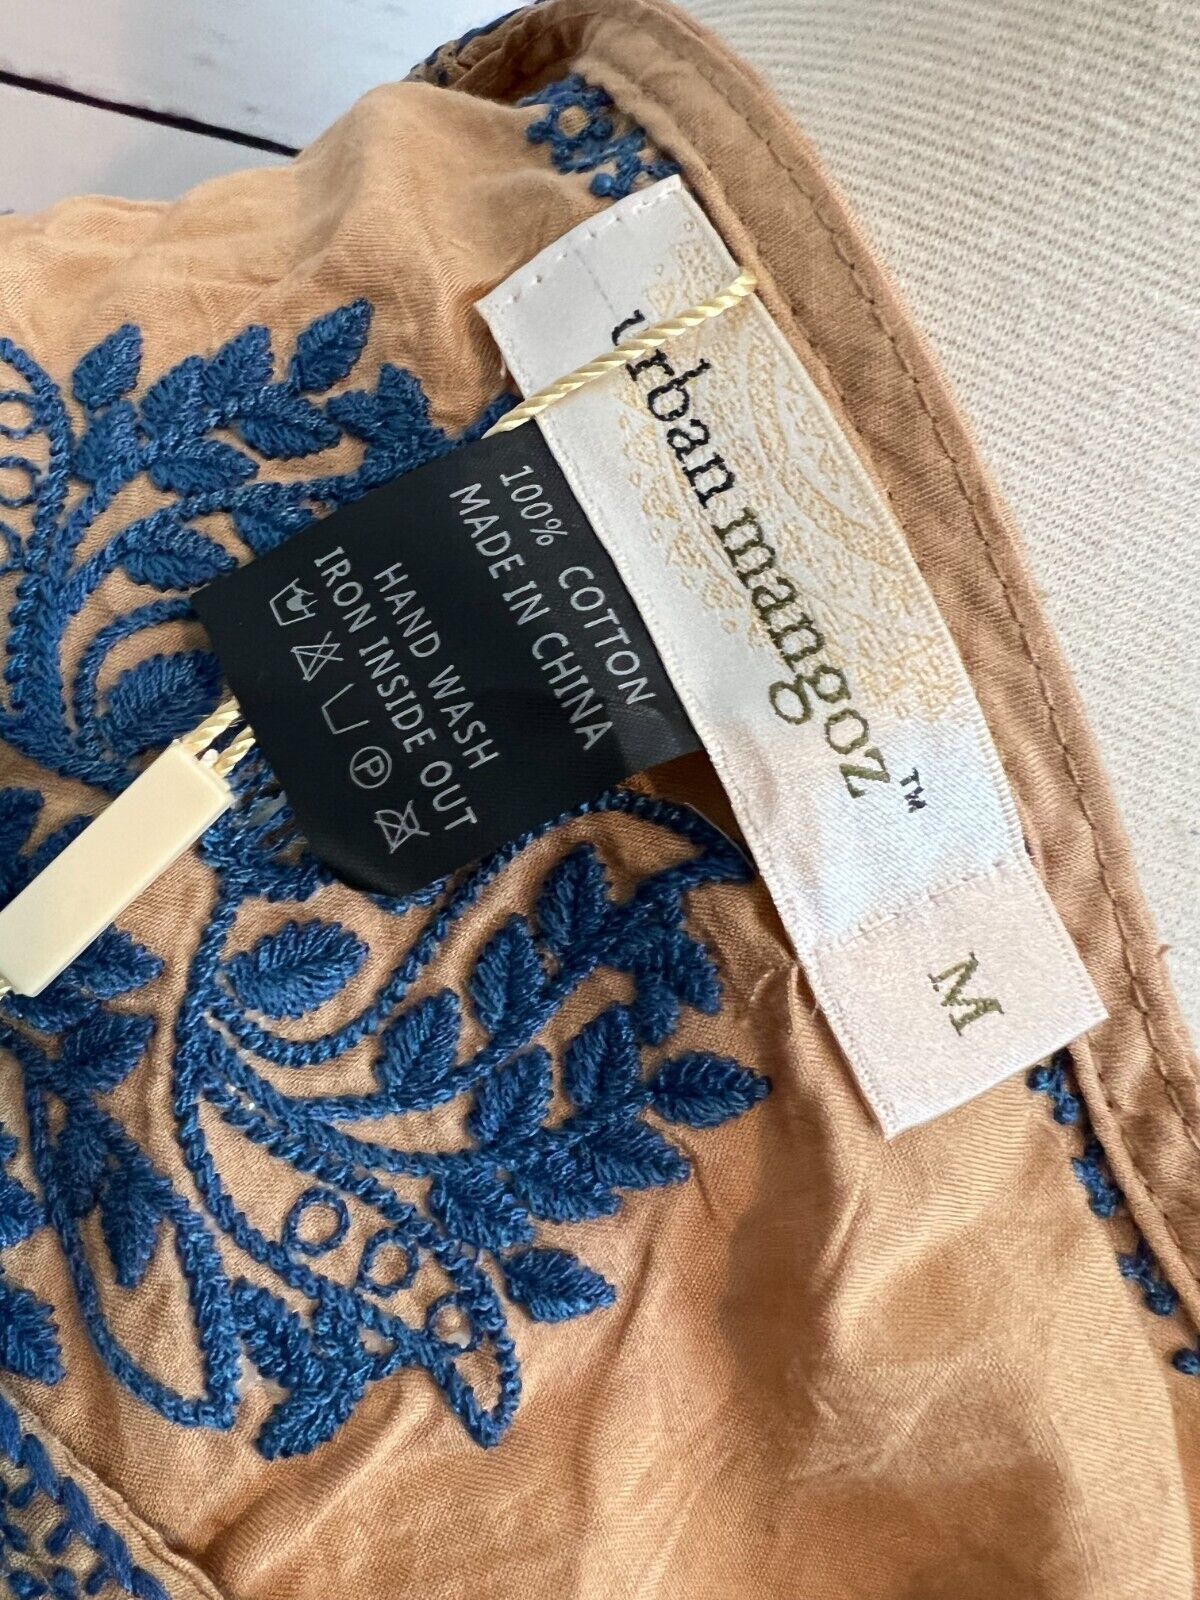 urban mangoz™
M
100% COTTON
MADE IN CHINA
HAND WASH
IRON INSIDE OUT
P